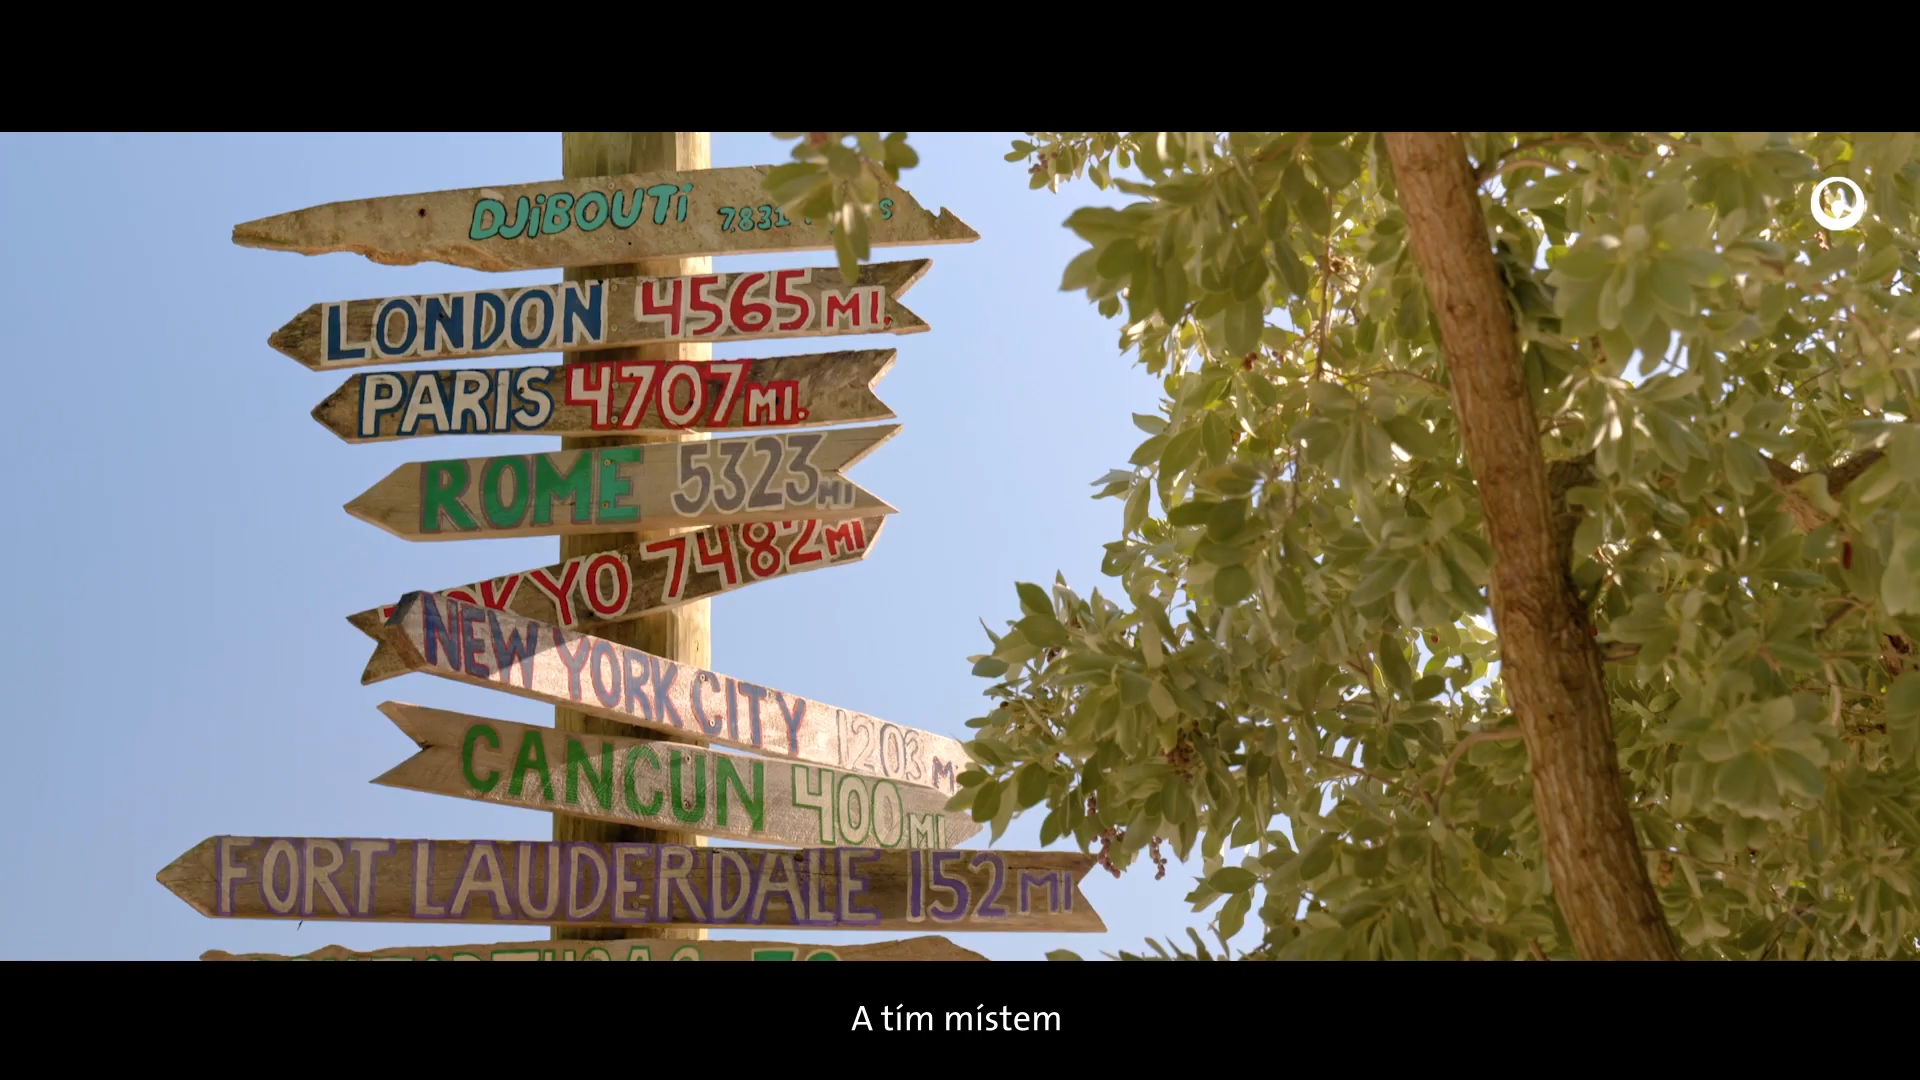 DJiBOUTi 7831
LONDON 4565 MI.
PARIS 4707 MI.
ROME 5323 MI
7482 MI
NEW YORK CITY 1203
CANCUN 400 MI
FORT LAUDERDALE 152 MI
A tím místem